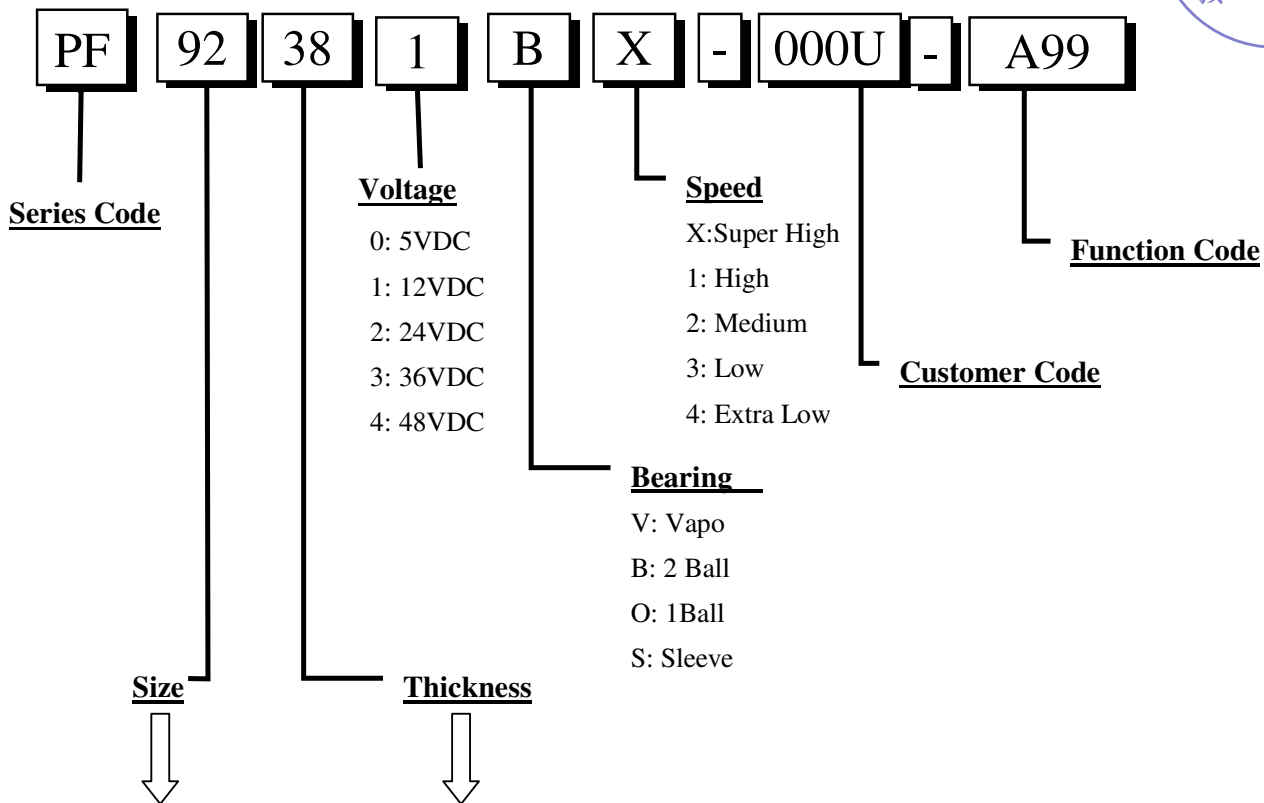 PF 92 38 1 B X - 000U - A99
Series Code
Voltage
0: 5VDC
1: 12VDC
2: 24VDC
3: 36VDC
4: 48VDC
Speed
X:Super High
1: High
2: Medium
3: Low
4: Extra Low
Function Code
Customer Code
Bearing
V: Vapo
B: 2 Ball
O: 1Ball
S: Sleeve
Size
Thickness